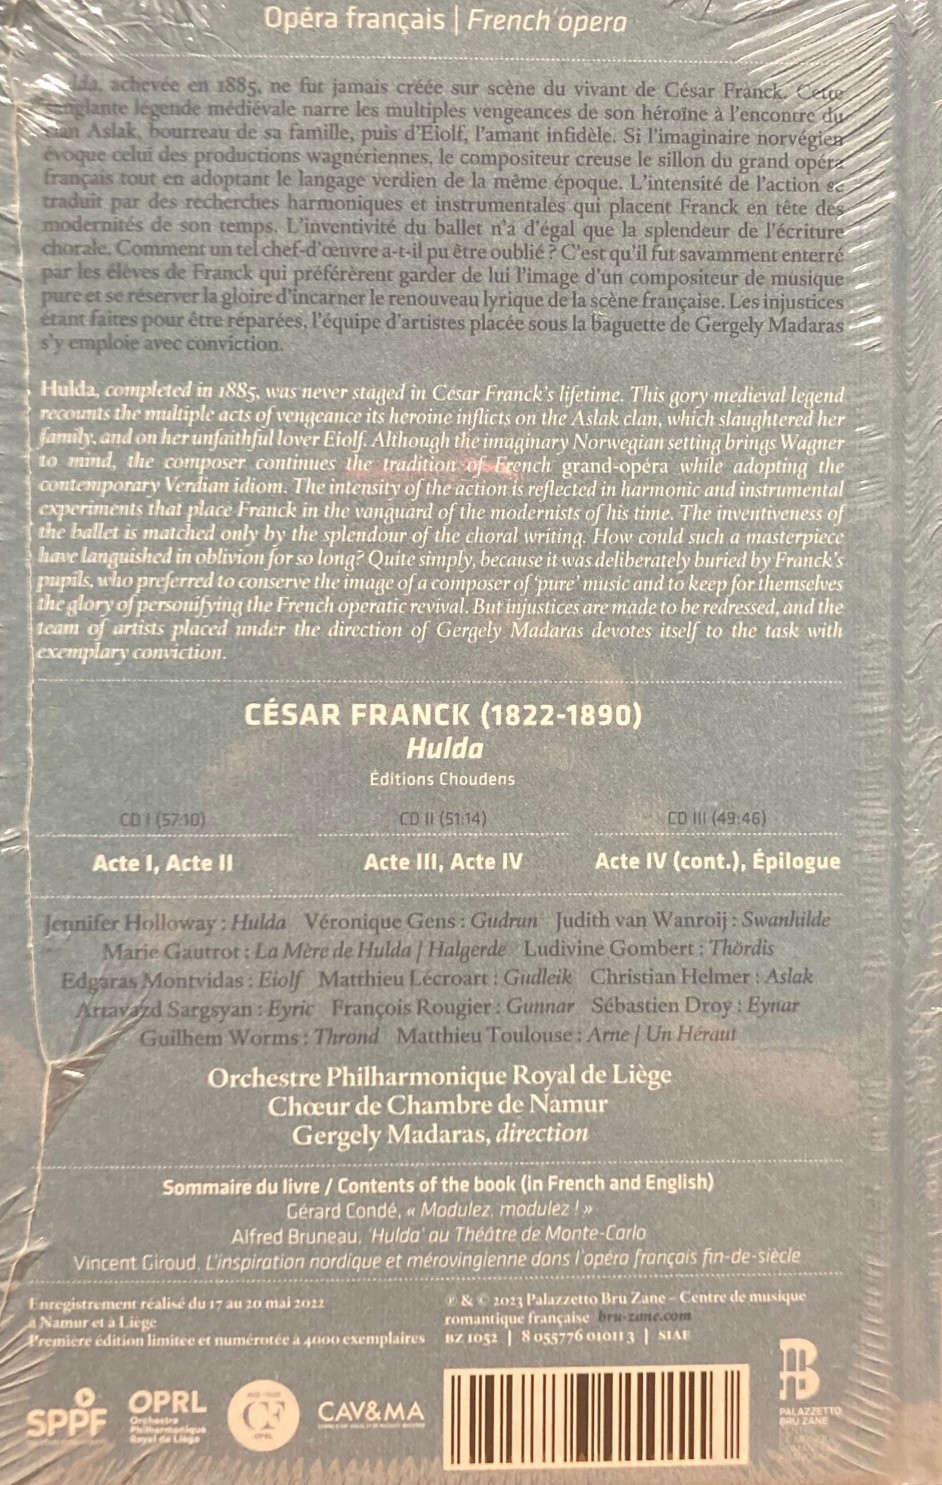 Opéra français | French opera
lda, achevée en 1885, ne fut jamais créée sur scène du vivant de César Franck. Cette
sanglante légende médiévale narre les multiples vengeances de son héroïne à l'encontre du
clan Aslak, bourreau de sa famille, puis d'Eiolf, l'amant infidèle. Si l'imaginaire norvégien
évoque celui des productions wagnériennes, le compositeur creuse le sillon du grand opéra
français tout en adoptant le langage verdien de la même époque. L'intensité de l'action se
traduit par des recherches harmoniques et instrumentales qui placent Franck en tête des
modernités de son temps. L'inventivité du ballet n'a d'égal que la splendeur de l'écriture
chorale. Comment un tel chef-d'œuvre a-t-il pu être oublié ? C'est qu'il fut savamment enterré
par les élèves de Franck qui préférèrent garder de lui l'image d'un compositeur de musique
pure et se réserver la gloire d'incarner le renouveau lyrique de la scène française. Les injustices
étant faites pour être réparées, l'équipe d'artistes placée sous la baguette de Gergely Madaras
s'y emploie avec conviction.
Hulda, completed in 1885, was never staged in César Franck's lifetime. This gory medieval legend
recounts the multiple acts of vengeance its heroine inflicts on the Aslak clan, which slaughtered her
family, and on her unfaithful lover Eiolf. Although the imaginary Norwegian setting brings Wagner
to mind, the composer continues the tradition of French grand-opéra while adopting the
contemporary Verdian idiom. The intensity of the action is reflected in harmonic and instrumental
experiments that place Franck in the vanguard of the modernists of his time. The inventiveness of
the ballet is matched only by the splendour of the choral writing. How could such a masterpiece
have languished in oblivion for so long? Quite simply, because it was deliberately buried by Franck's
pupils, who preferred to conserve the image of a composer of 'pure' music and to keep for themselves
the glory of personifying the French operatic revival. But injustices are made to be redressed, and the
team of artists placed under the direction of Gergely Madaras devotes itself to the task with
exemplary conviction.
CÉSAR FRANCK (1822-1890)
Hulda
Éditions Choudens
CD I (57:10) CD II (51:14) CD III (49:46)
Acte I, Acte II Acte III, Acte IV Acte IV (cont.), Épilogue
Jennifer Holloway : Hulda Véronique Gens : Gudrun Judith van Wanroij : Swanhilde
Marie Gautrot : La Mère de Hulda | Halgerde Ludivine Gombert : Thördis
Edgaras Montvidas : Eiolf Matthieu Lécroart : Gudleik Christian Helmer : Aslak
Artavazd Sargsyan : Eyric François Rougier : Gunnar Sébastien Droy : Eynar
Guilhem Worms : Thrond Matthieu Toulouse : Arne | Un Héraut
Orchestre Philharmonique Royal de Liège
Chœur de Chambre de Namur
Gergely Madaras, direction
Sommaire du livre / Contents of the book (in French and English)
Gérard Condé, « Modulez, modulez ! »
Alfred Bruneau, 'Hulda' au Théâtre de Monte-Carlo
Vincent Giroud, L'inspiration nordique et mérovingienne dans l'opéra français fin-de-siècle
Enregistrement réalisé du 17 au 20 mai 2022
à Namur et à Liège
Première édition limitée et numérotée à 4000 exemplaires
℗ & © 2023 Palazzetto Bru Zane – Centre de musique
romantique française bru-zane.com
BZ 1052 | 8 055776 010113 | SIAE
SPPF
OPRL
Orchestre
Philharmonique
Royal de Liège
CF
CAV&MA
PALAZZETTO
BRU ZANE